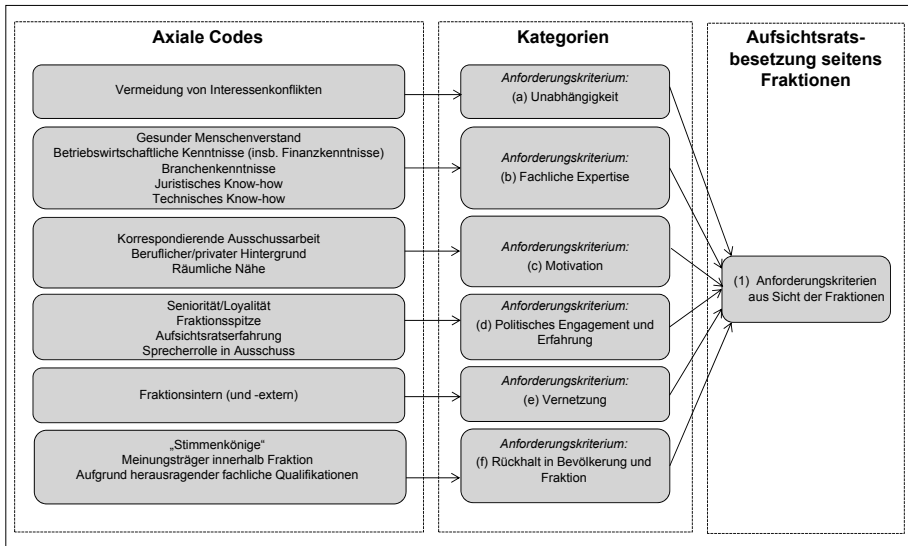 Axiale Codes
Vermeidung von Interessenkonflikten
Gesunder Menschenverstand
Betriebswirtschaftliche Kenntnisse (insb. Finanzkenntnisse)
Branchenkenntnisse
Juristisches Know-how
Technisches Know-how
Korrespondierende Ausschussarbeit
Beruflicher/privater Hintergrund
Räumliche Nähe
Seniorität/Loyalität
Fraktionsspitze
Aufsichtsratserfahrung
Sprecherrolle in Ausschuss
Fraktionsintern (und -extern)
„Stimmenkönige“
Meinungsträger innerhalb Fraktion
Aufgrund herausragender fachliche Qualifikationen
Kategorien
Anforderungskriterium:
(a) Unabhängigkeit
Anforderungskriterium:
(b) Fachliche Expertise
Anforderungskriterium:
(c) Motivation
Anforderungskriterium:
(d) Politisches Engagement und
Erfahrung
Anforderungskriterium:
(e) Vernetzung
Anforderungskriterium:
(f) Rückhalt in Bevölkerung und
Fraktion
Aufsichtsrats-
besetzung seitens
Fraktionen
(1) Anforderungskriterien
aus Sicht der Fraktionen